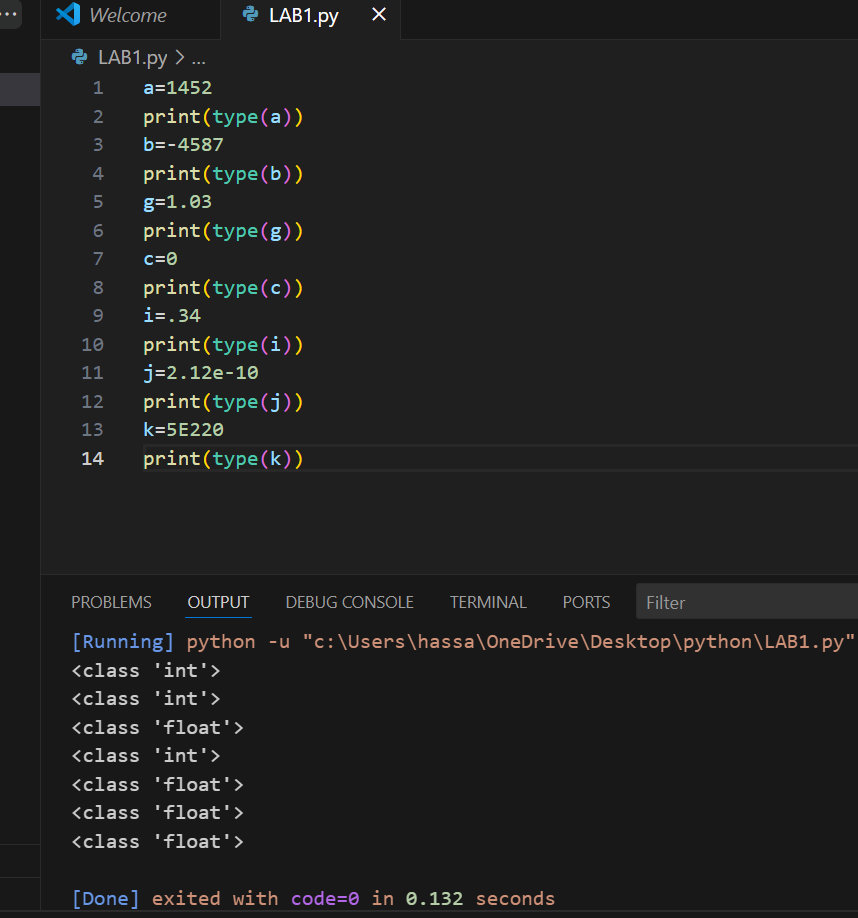 Welcome
LAB1.py
LAB1.py > ...
1 a=1452
2 print(type(a))
3 b=-4587
4 print(type(b))
5 g=1.03
6 print(type(g))
7 c=0
8 print(type(c))
9 i=.34
10 print(type(i))
11 j=2.12e-10
12 print(type(j))
13 k=5E220
14 print(type(k))
PROBLEMS OUTPUT DEBUG CONSOLE TERMINAL PORTS Filter
[Running] python -u "c:\Users\hassa\OneDrive\Desktop\python\LAB1.py"
<class 'int'>
<class 'int'>
<class 'float'>
<class 'int'>
<class 'float'>
<class 'float'>
<class 'float'>
[Done] exited with code=0 in 0.132 seconds